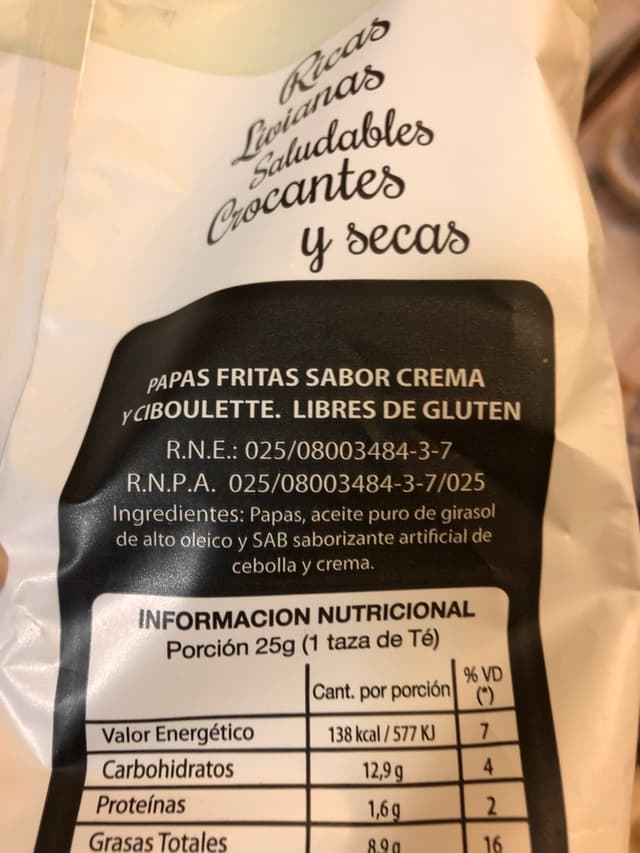 Ricas
Livianas
Saludables
Crocantes
y secas
PAPAS FRITAS SABOR CREMA
Y CIBOULETTE. LIBRES DE GLUTEN
R.N.E.: 025/08003484-3-7
R.N.P.A. 025/08003484-3-7/025
Ingredientes: Papas, aceite puro de girasol
de alto oleico y SAB saborizante artificial de
cebolla y crema.
INFORMACION NUTRICIONAL
Porción 25g (1 taza de Té)
Cant. por porción % VD (*)
Valor Energético 138 kcal / 577 KJ 7
Carbohidratos 12,9 g 4
Proteínas 1,6 g 2
Grasas Totales 8,9 g 16